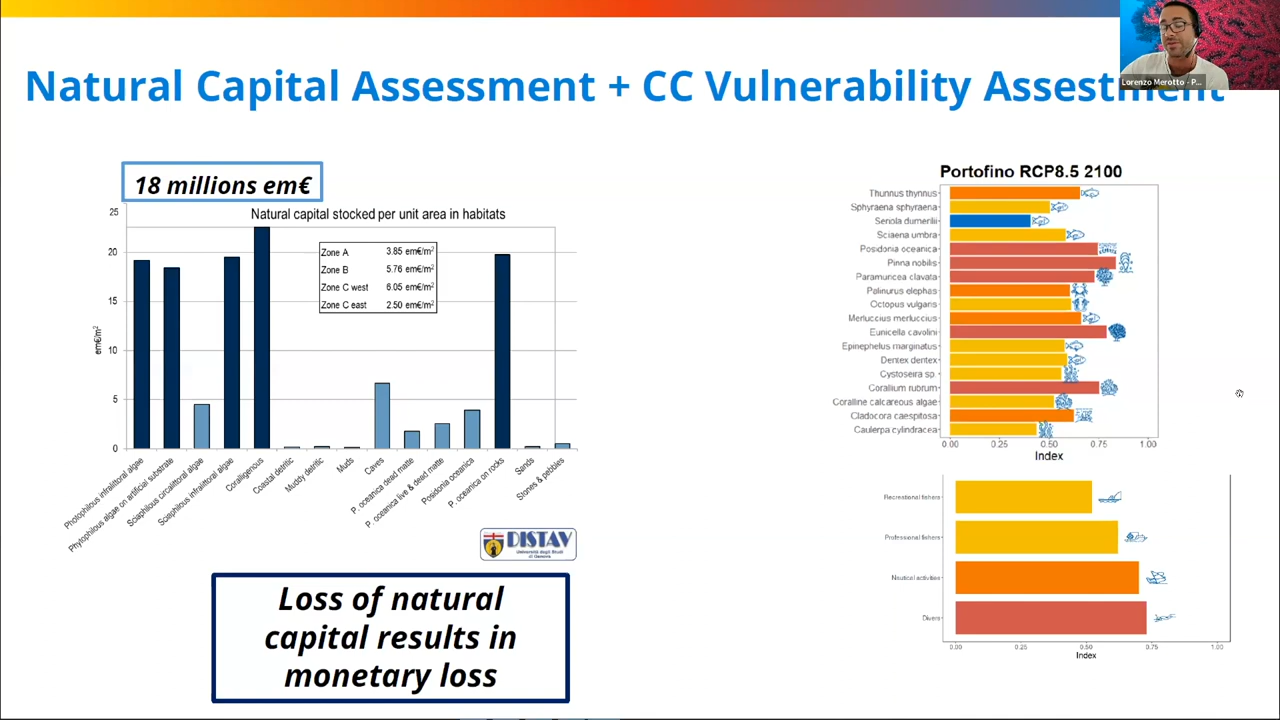 Natural Capital Assessment + CC Vulnerability Assestment
Lorenzo Merotto - P...
18 millions em€
Natural capital stocked per unit area in habitats
Zone A 3.85 em€/m²
Zone B 5.76 em€/m²
Zone C west 6.05 em€/m²
Zone C east 2.50 em€/m²
em€/m²
25
20
15
10
5
0
Photophilous infralittoral algae
Phytophilous algae on artificial substrate
Sciaphilous circalittoral algae
Sciaphilous infralittoral algae
Coralligenous
Coastal detritic
Muddy detritic
Muds
Caves
P. oceanica dead matte
P. oceanica live & dead matte
Posidonia oceanica
P. oceanica on rocks
Sands
Stones & pebbles
DISTAV
Università degli Studi
di Genova
Loss of natural
capital results in
monetary loss
Portofino RCP8.5 2100
Thunnus thynnus
Sphyraena sphyraena
Seriola dumerilii
Sciaena umbra
Posidonia oceanica
Pinna nobilis
Paramuricea clavata
Palinurus elephas
Octopus vulgaris
Merluccius merluccius
Eunicella cavolini
Epinephelus marginatus
Dentex dentex
Cystoseira sp.
Corallium rubrum
Coralline calcareous algae
Cladocora caespitosa
Caulerpa cylindracea
0.00 0.25 0.50 0.75 1.00
Index
Recreational fishers
Professional fishers
Nautical activities
Divers
0.00 0.25 0.50 0.75 1.00
Index